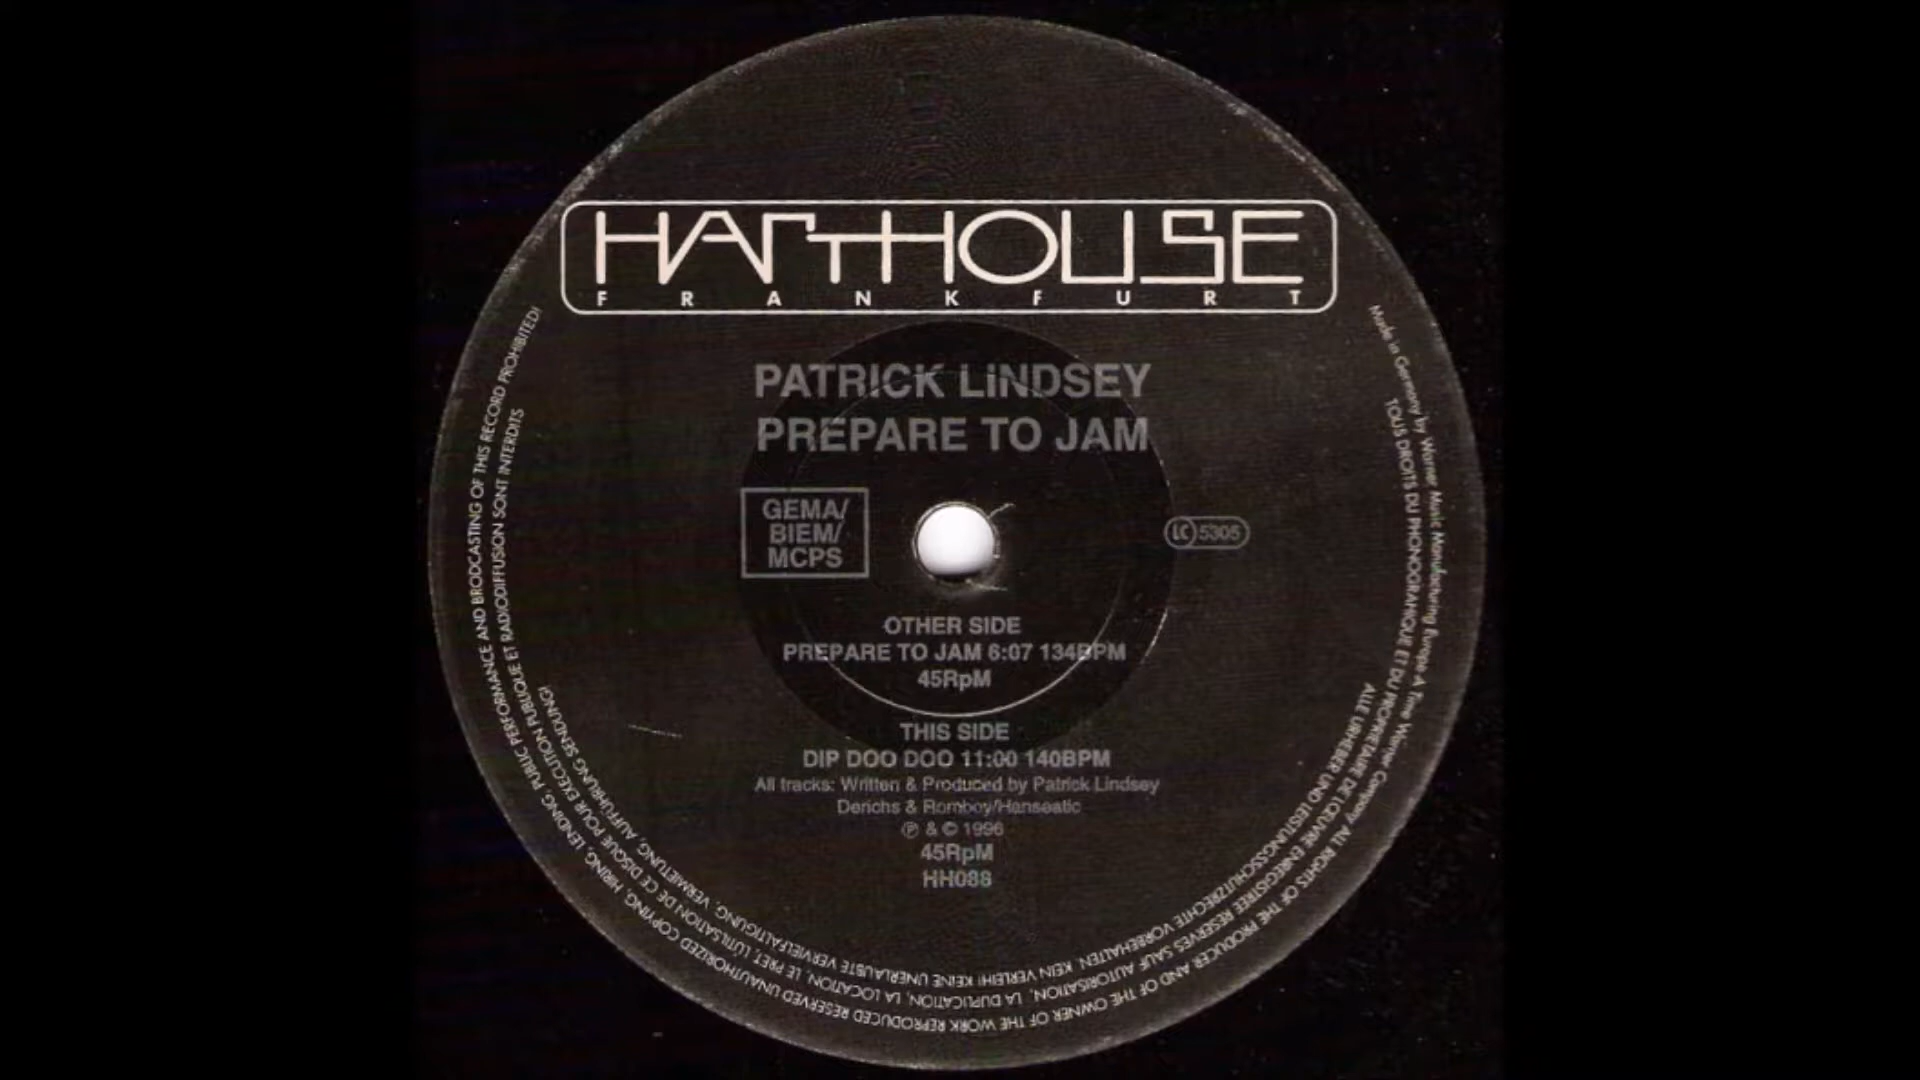 HARTHOUSE
FRANKFURT
PATRICK LINDSEY
PREPARE TO JAM
GEMA/
BIEM/
MCPS
LC 5305
OTHER SIDE
PREPARE TO JAM 6:07 134BPM
45RpM
THIS SIDE
DIP DOO DOO 11:00 140BPM
All tracks: Written & Produced by Patrick Lindsey
Derichs & Romboy/Hanseatic
℗ & © 1996
45RpM
HH088
Made in Germany by Warner Music Manufacturing Europe A Time Warner Company ALL RIGHTS OF THE PRODUCER AND OF THE OWNER OF THE WORK REPRODUCED RESERVED UNAUTHORIZED COPYING, HIRING, LENDING, PUBLIC PERFORMANCE AND BRODCASTING OF THIS RECORD PROHIBITED!
TOUS DROITS DU PHONOGRANIQUE ET DU PROPRIETAIRE DE L'OEUVRE ENREGISTREE RESERVES SAUF AUTORISATION, LA DUPLICATION, LA LOCATION, LE PRET, L'UTILSATION DE CE DISQUE POUR EXECUTION PUBLIQUE ET RADIODIFFUSION SONT INTERDITS
ALLE URHEBER UND LEISTUNGSSCHUTZRECHTE VORBEHALTEN. KEIN VERLEIH! KEINE UNERLAUBTE VERVIELFÄLTIGUNG, VERMIETUNG, AUFFÜHRUNG SENDUNG!